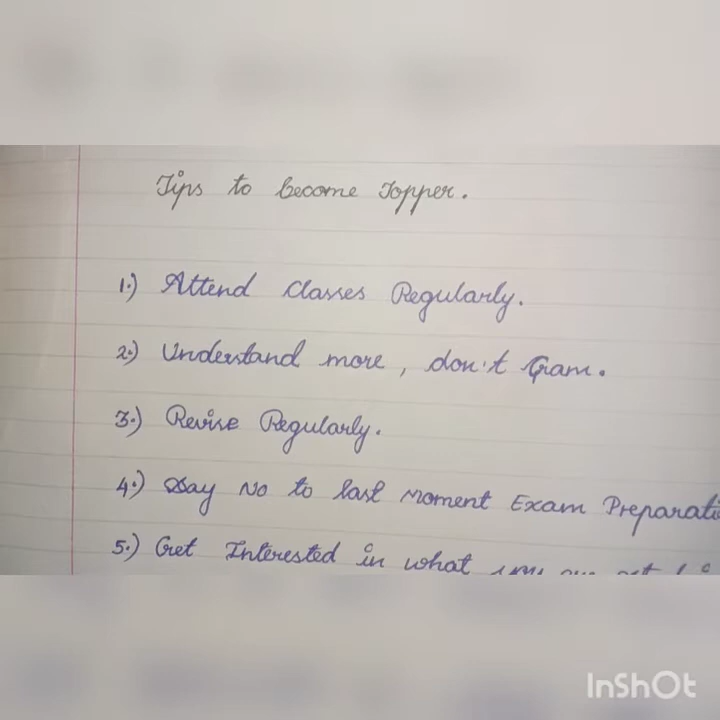 Tips to become Topper.
1.) Attend Classes Regularly.
2.) Understand more, don't Cram.
3.) Revise Regularly.
4.) Say No to last Moment Exam Preparati
5.) Get Interested in what
InShOt